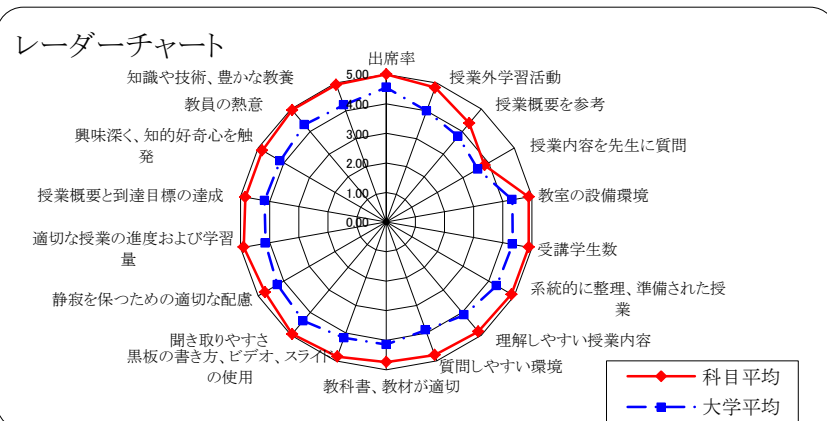 レーダーチャート
出席率
授業外学習活動
授業概要を参考
授業内容を先生に質問
教室の設備環境
受講学生数
系統的に整理、準備された授
業
理解しやすい授業内容
質問しやすい環境
教科書、教材が適切
黒板の書き方、ビデオ、スライド
の使用
聞き取りやすさ
静寂を保つための適切な配慮
適切な授業の進度および学習
量
授業概要と到達目標の達成
興味深く、知的好奇心を触
発
教員の熱意
知識や技術、豊かな教養
5.00
4.00
3.00
2.00
1.00
0.00
科目平均
大学平均